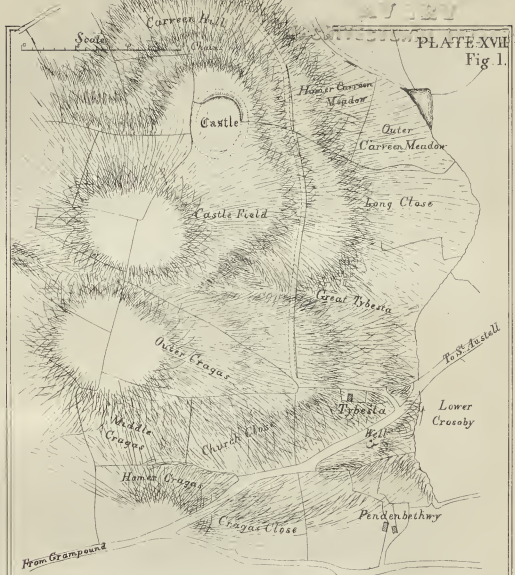 PLATE XVII
Fig. 1.
Carveen Hill
Scale
Chains
Homer Carveen
Meadow
Outer
Carveen Meadow
Castle
Long Close
Castle Field
Great Tybesta
Outer Cragas
To St. Austell
Tybesta
Lower
Crosoby
Middle
Cragas
Church Close
Well
Homer Cragas
Cragas Close
Pendenbethwy
From Grampound